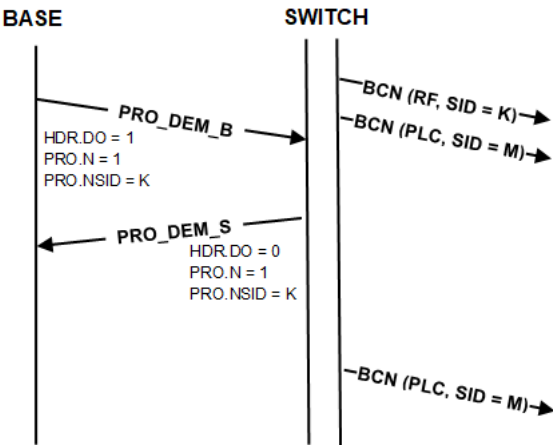 BASE
SWITCH
BCN (RF, SID = K)
BCN (PLC, SID = M)
PRO_DEM_B
HDR.DO = 1
PRO.N = 1
PRO.NSID = K
PRO_DEM_S
HDR.DO = 0
PRO.N = 1
PRO.NSID = K
BCN (PLC, SID = M)